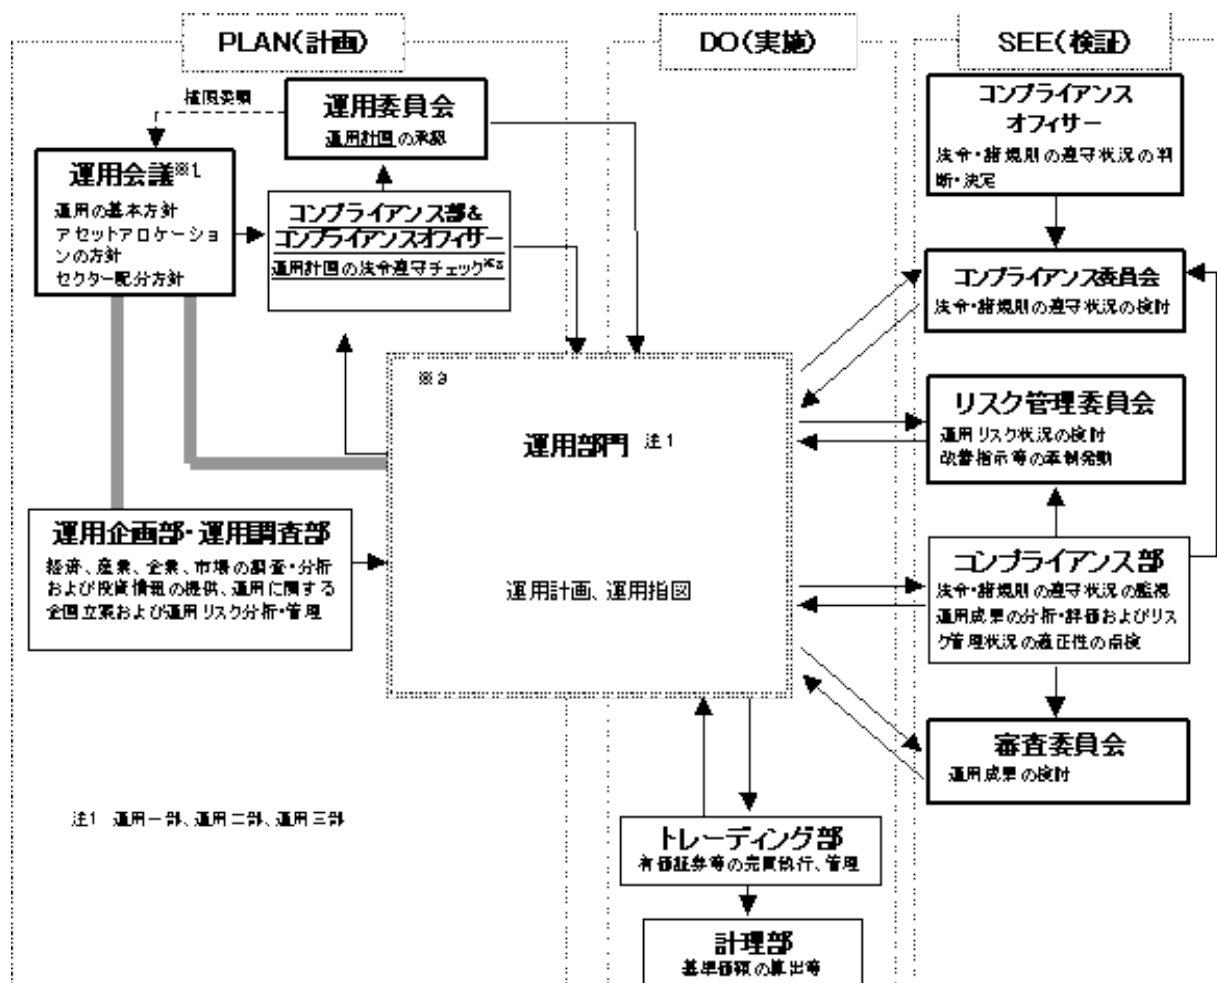 PLAN(計画)
DO(実施)
SEE(検証)
権限委嘱
運用委員会
運用計画の承認
運用会議※1
運用の基本方針
アセットアロケーショ
ンの方針
セクター配分方針
コンプライアンス部&
コンプライアンスオフィサー
運用計画の法令遵守チェック※2
※3
運用部門 注1
運用計画、運用指図
運用企画部・運用調査部
経済、産業、企業、市場の調査・分析
および投資情報の提供、運用に関する
企画立案および運用リスク分析・管理
注1 運用一部、運用二部、運用三部
トレーディング部
有価証券等の売買執行、管理
計理部
基準価額の算出等
コンプライアンス
オフィサー
法令・諸規則の遵守状況の判
断・決定
コンプライアンス委員会
法令・諸規則の遵守状況の検討
リスク管理委員会
運用リスク状況の検討
改善指示等の牽制発動
コンプライアンス部
法令・諸規則の遵守状況の監視
運用成果の分析・評価およびリス
ク管理状況の適正性の点検
審査委員会
運用成果の検討